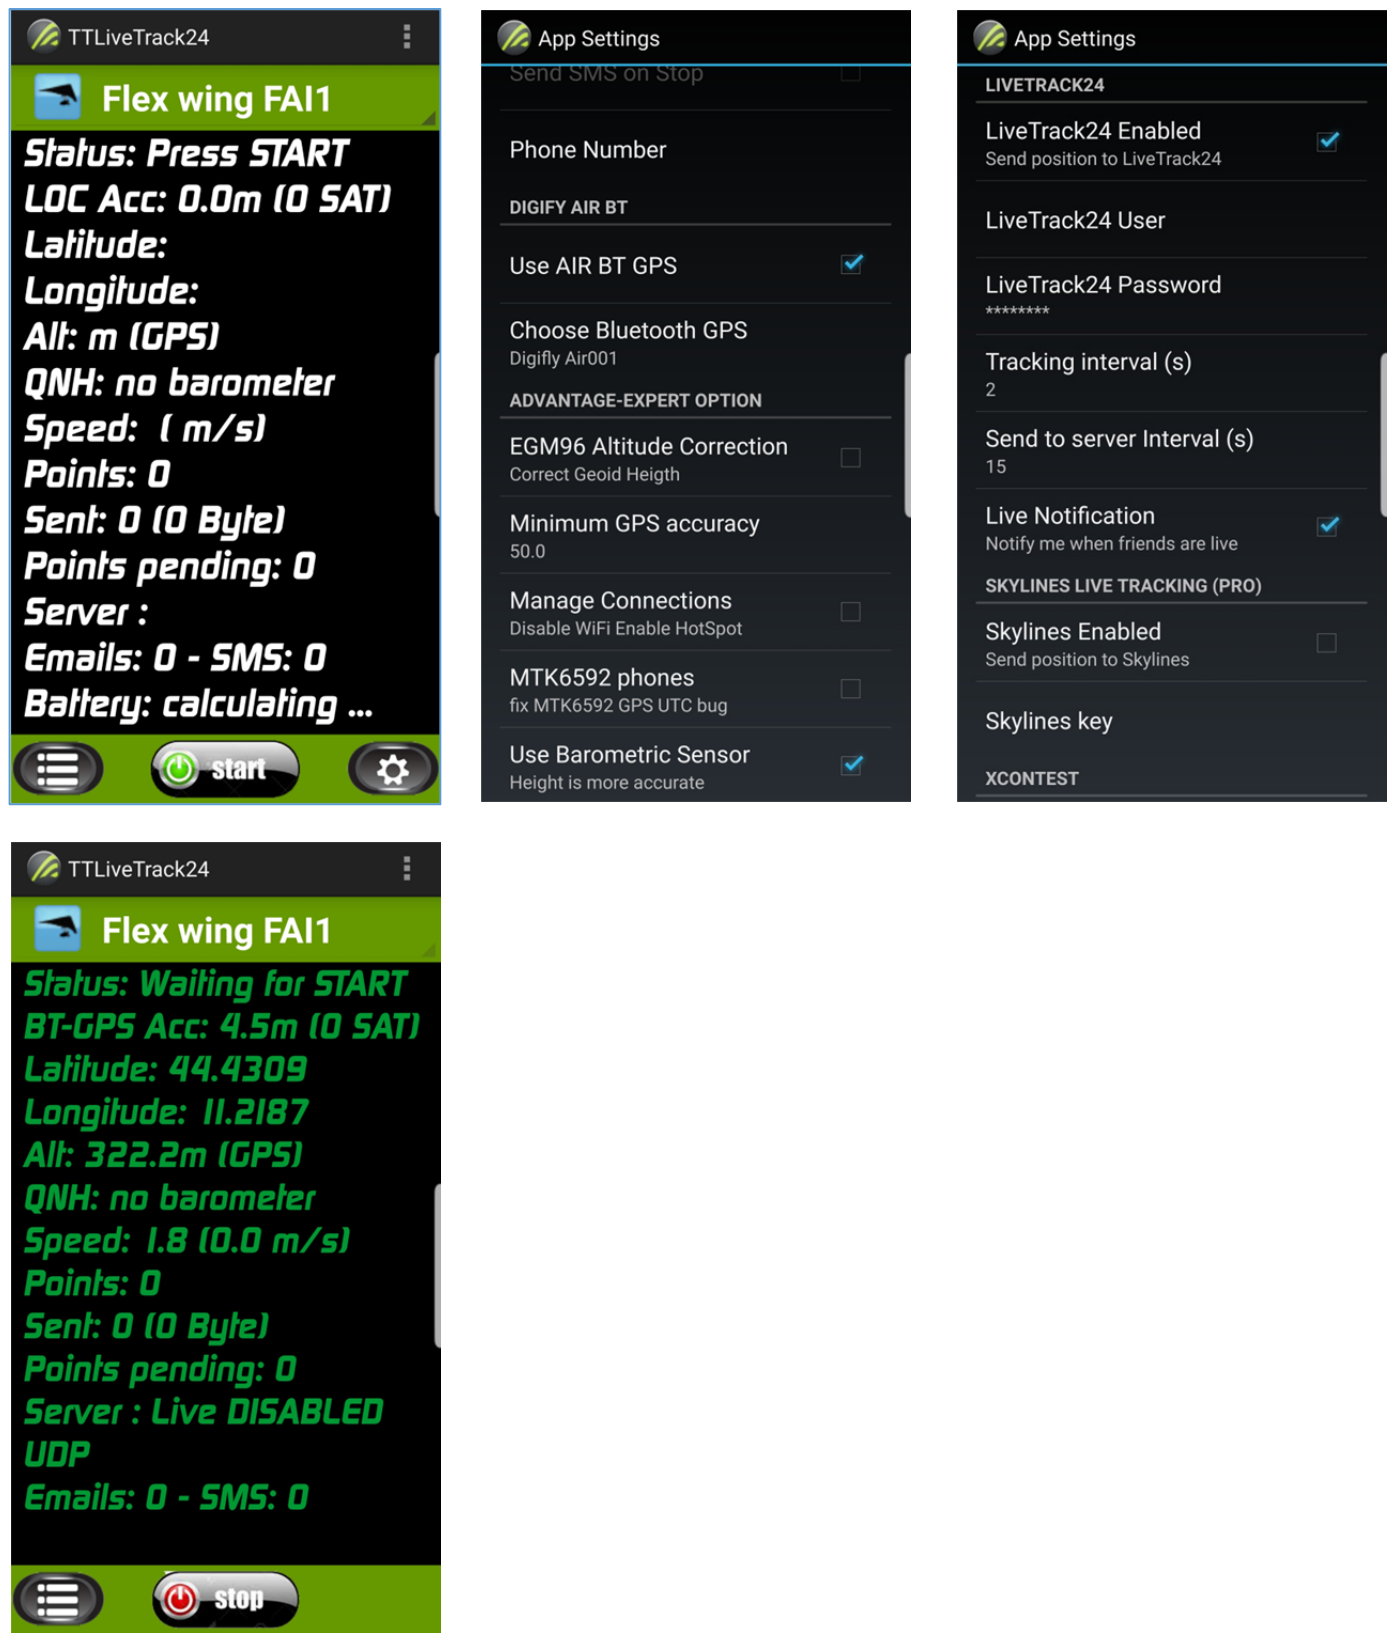 TTLiveTrack24
Flex wing FAI1
Status: Press START
LOC Acc: 0.0m (0 SAT)
Latitude:
Longitude:
Alt: m (GPS)
QNH: no barometer
Speed: ( m/s)
Points: 0
Sent: 0 (0 Byte)
Points pending: 0
Server :
Emails: 0 - SMS: 0
Battery: calculating ...
start
App Settings
Send SMS on Stop
Phone Number
DIGIFY AIR BT
Use AIR BT GPS
Choose Bluetooth GPS
Digifly Air001
ADVANTAGE-EXPERT OPTION
EGM96 Altitude Correction
Correct Geoid Heigth
Minimum GPS accuracy
50.0
Manage Connections
Disable WiFi Enable HotSpot
MTK6592 phones
fix MTK6592 GPS UTC bug
Use Barometric Sensor
Height is more accurate
App Settings
LIVETRACK24
LiveTrack24 Enabled
Send position to LiveTrack24
LiveTrack24 User
LiveTrack24 Password
********
Tracking interval (s)
2
Send to server Interval (s)
15
Live Notification
Notify me when friends are live
SKYLINES LIVE TRACKING (PRO)
Skylines Enabled
Send position to Skylines
Skylines key
XCONTEST
TTLiveTrack24
Flex wing FAI1
Status: Waiting for START
BT-GPS Acc: 4.5m (0 SAT)
Latitude: 44.4309
Longitude: 11.2187
Alt: 322.2m (GPS)
QNH: no barometer
Speed: 1.8 (0.0 m/s)
Points: 0
Sent: 0 (0 Byte)
Points pending: 0
Server : Live DISABLED
UDP
Emails: 0 - SMS: 0
stop